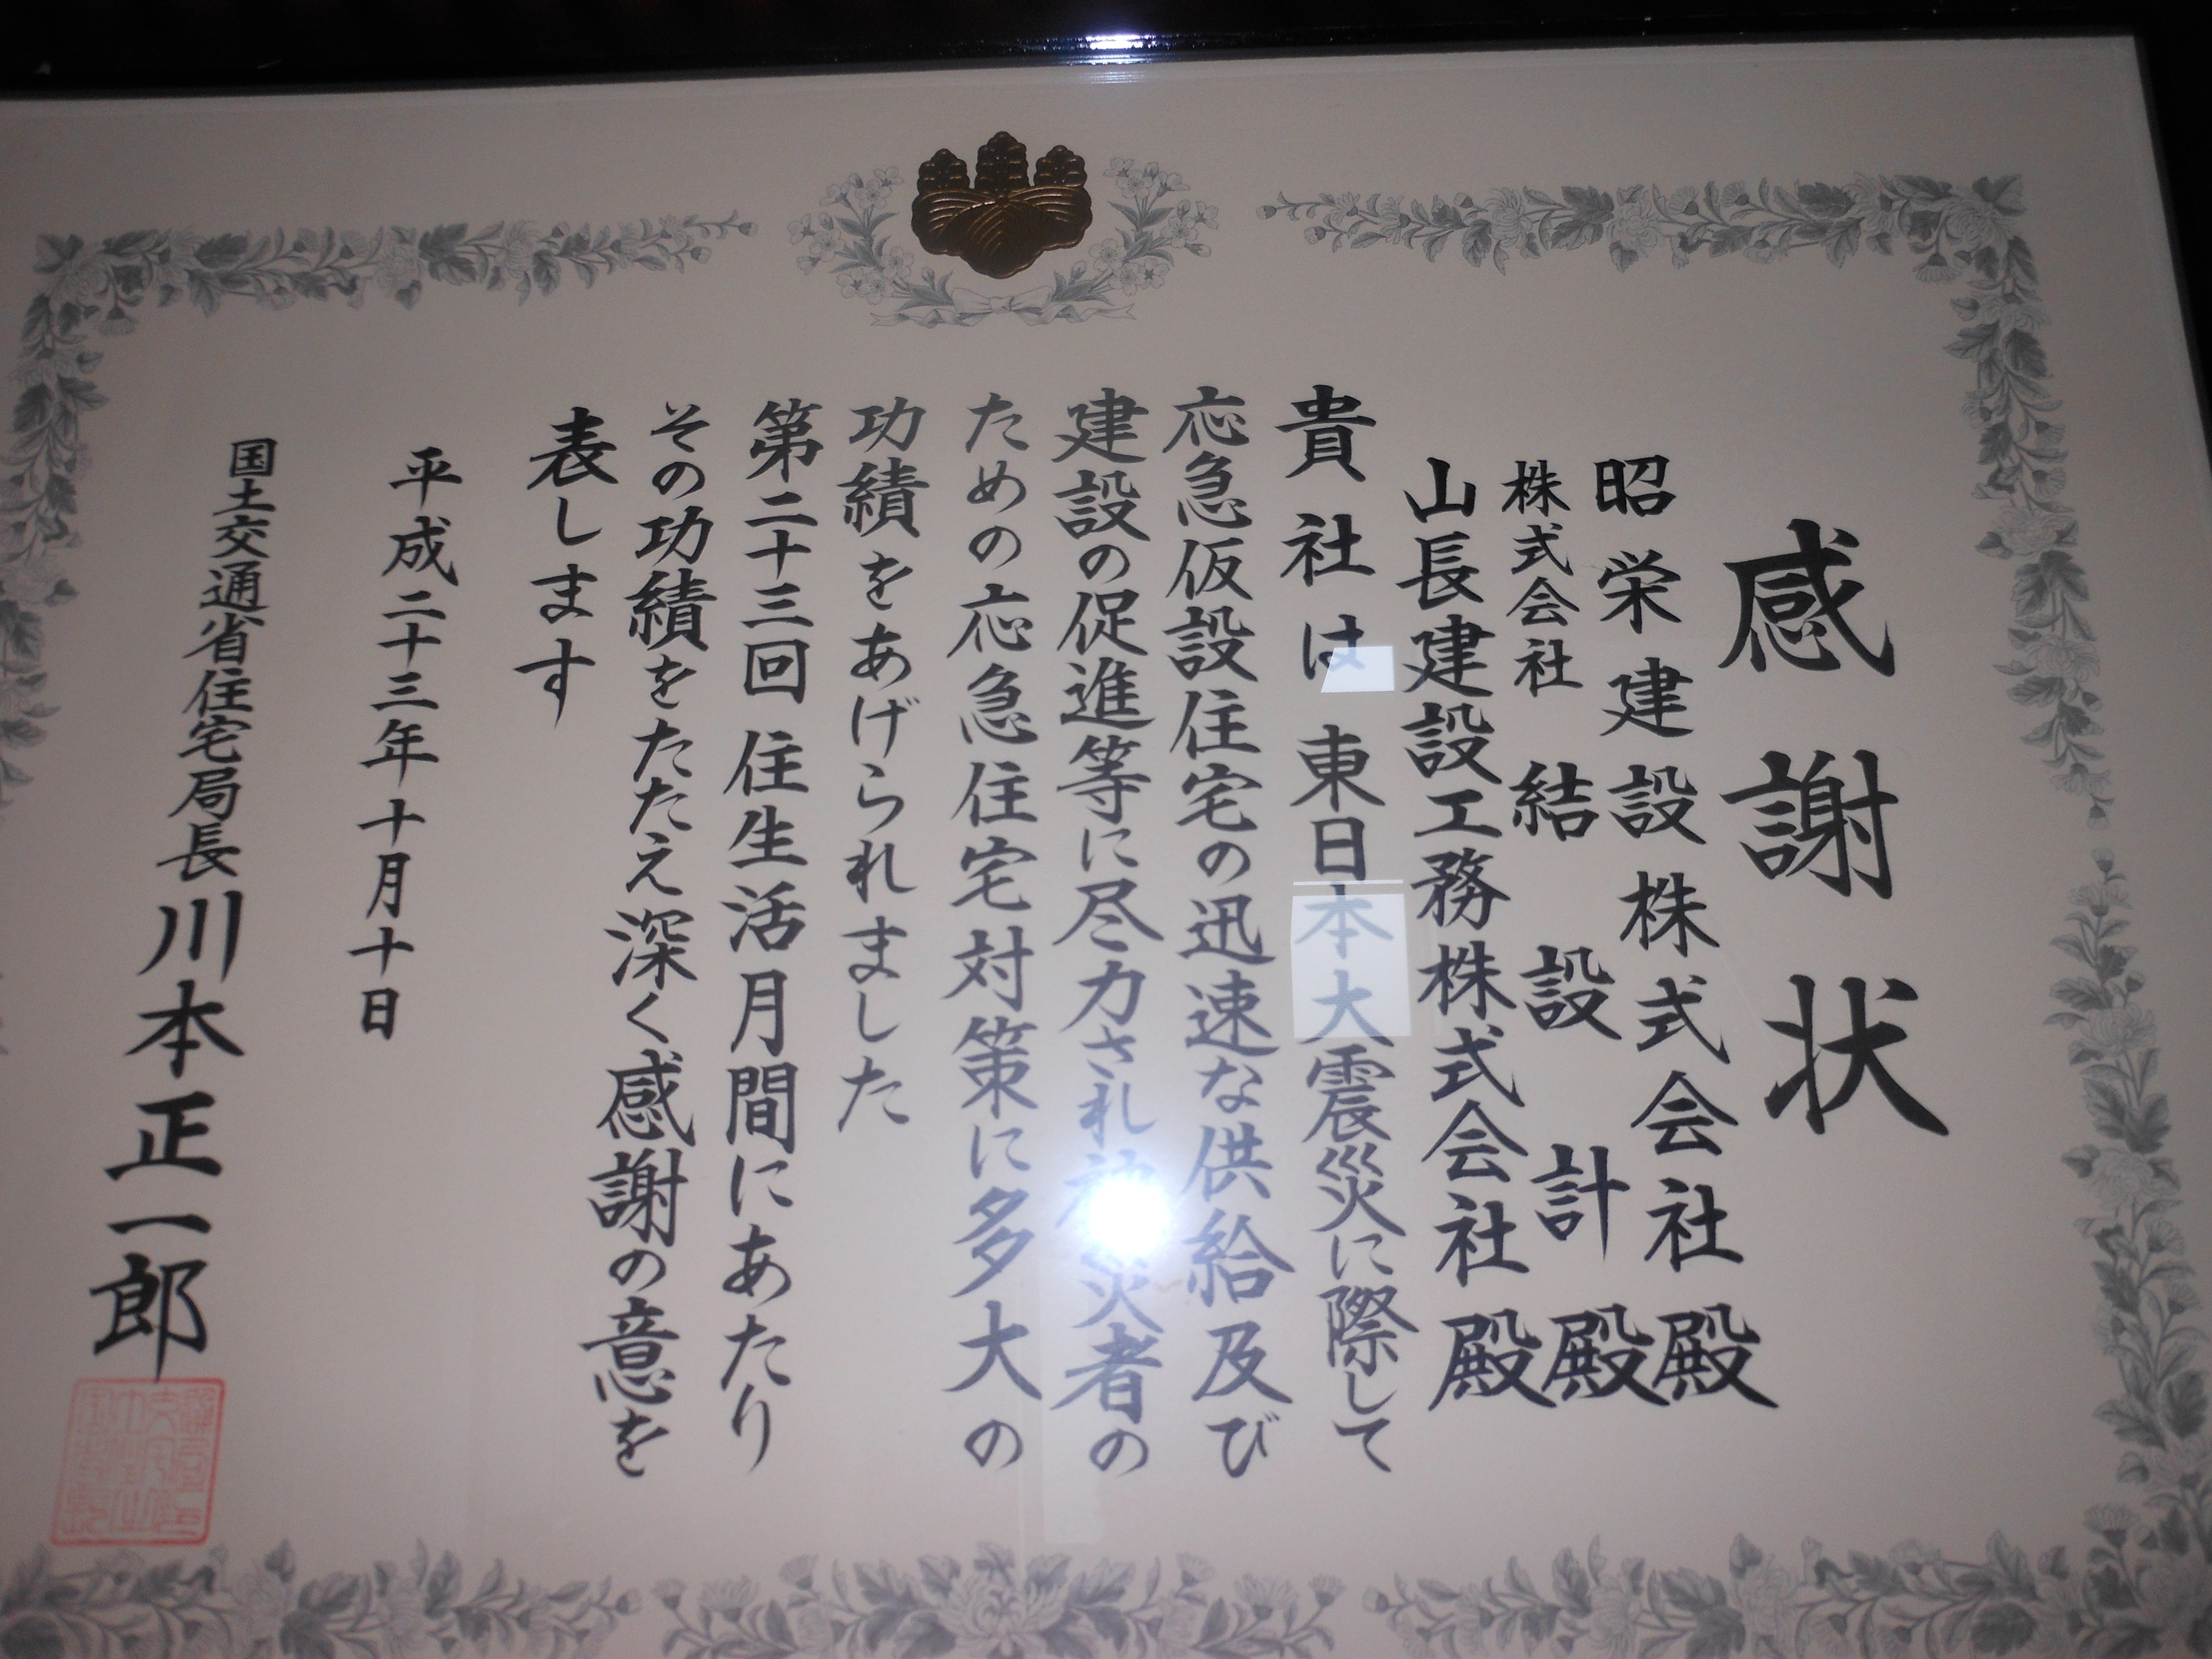 感謝状
昭栄建設株式会社殿
株式会社結設計殿
山長建設工務株式会社殿
貴社は東日本大震災に際して
応急仮設住宅の迅速な供給及び
建設の促進等に尽力され被災者の
ための応急住宅対策に多大の
功績をあげられました
第二十三回住生活月間にあたり
その功績をたたえ深く感謝の意を
表します
平成二十三年十月十日
国土交通省住宅局長川本正一郎